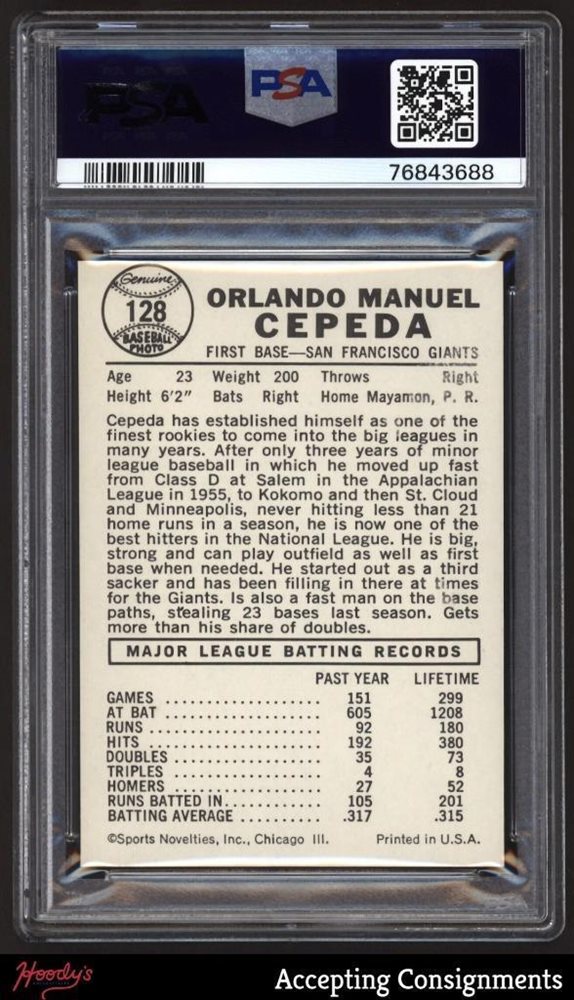 PSA
PSA
76843688
Genuine
128
BASEBALL
PHOTO
ORLANDO MANUEL
CEPEDA
FIRST BASE—SAN FRANCISCO GIANTS
Age 23 Weight 200 Throws Right
Height 6'2" Bats Right Home Mayamon, P. R.
Cepeda has established himself as one of the
finest rookies to come into the big leagues in
many years. After only three years of minor
league baseball in which he moved up fast
from Class D at Salem in the Appalachian
League in 1955, to Kokomo and then St. Cloud
and Minneapolis, never hitting less than 21
home runs in a season, he is now one of the
best hitters in the National League. He is big,
strong and can play outfield as well as first
base when needed. He started out as a third
sacker and has been filling in there at times
for the Giants. Is also a fast man on the base
paths, stealing 23 bases last season. Gets
more than his share of doubles.
MAJOR LEAGUE BATTING RECORDS
PAST YEAR LIFETIME
GAMES .................... 151 299
AT BAT .................... 605 1208
RUNS .................... 92 180
HITS .................... 192 380
DOUBLES .................... 35 73
TRIPLES .................... 4 8
HOMERS .................... 27 52
RUNS BATTED IN............ 105 201
BATTING AVERAGE .......... .317 .315
©Sports Novelties, Inc., Chicago Ill. Printed in U.S.A.
Hoody's
Accepting Consignments